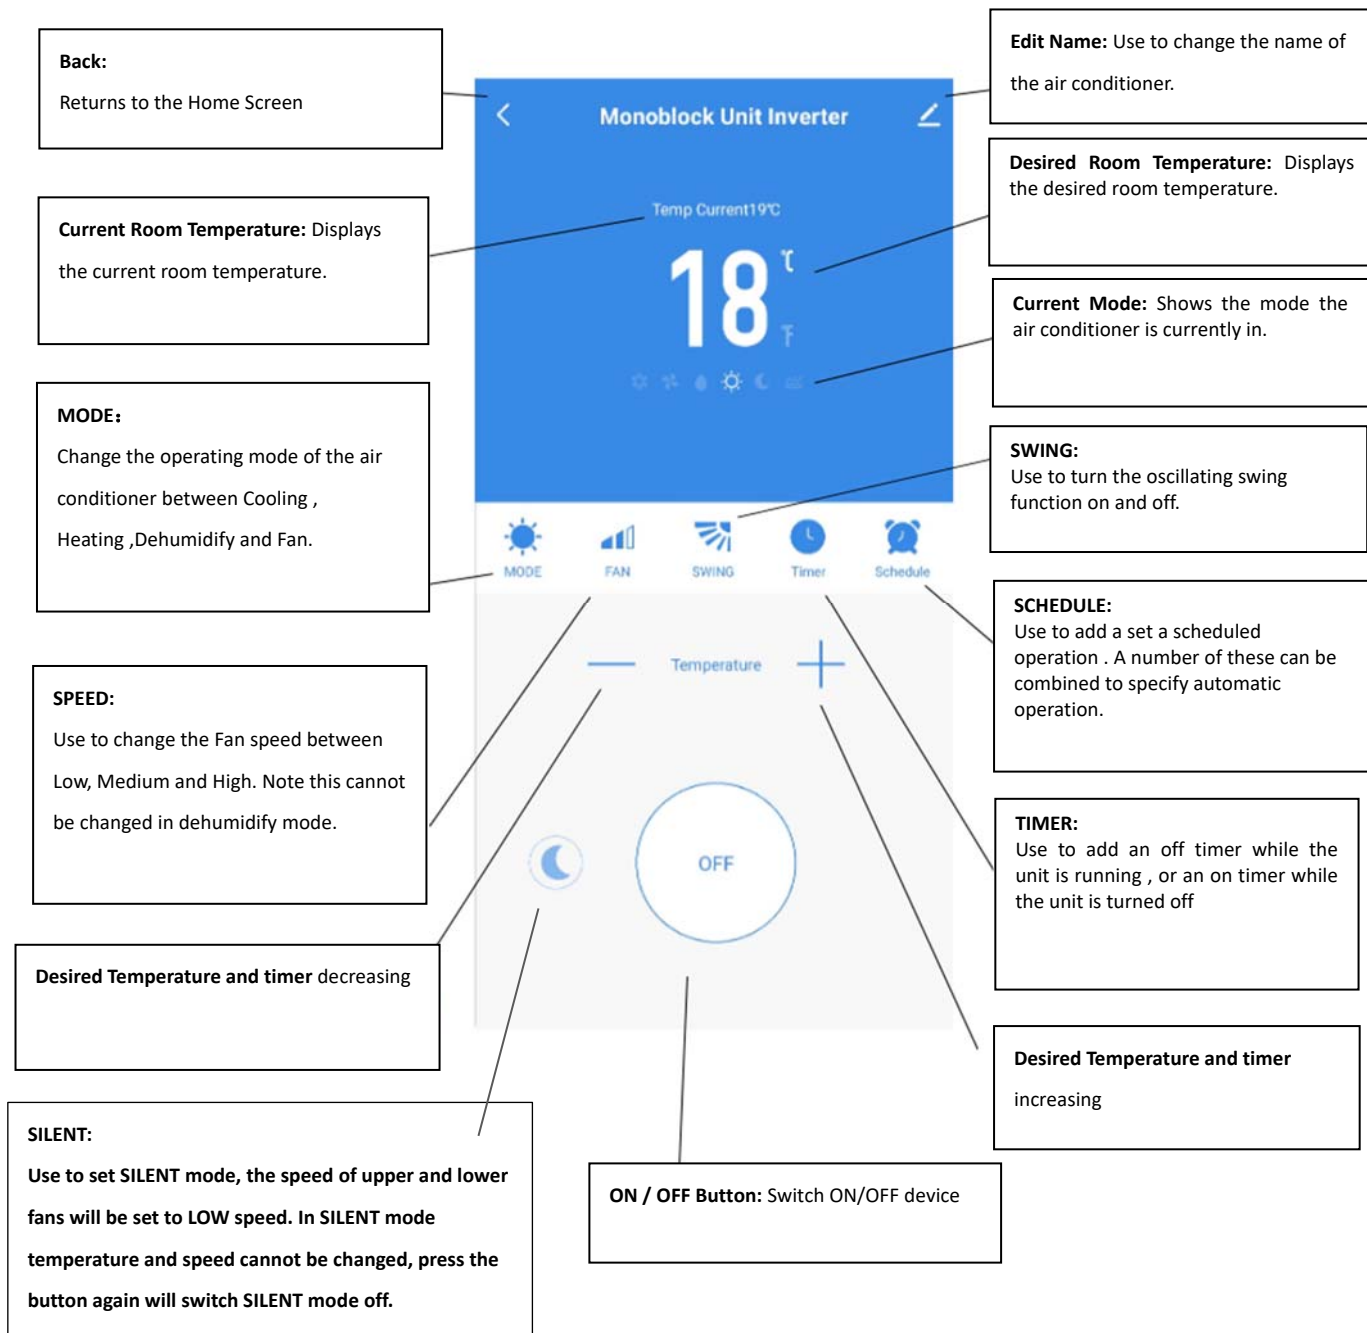 Back:
Returns to the Home Screen
Edit Name: Use to change the name of
the air conditioner.
Monoblock Unit Inverter
Desired Room Temperature: Displays
the desired room temperature.
Current Room Temperature: Displays
the current room temperature.
Temp Current19℃
18
℃
℉
Current Mode: Shows the mode the
air conditioner is currently in.
MODE：
Change the operating mode of the air
conditioner between Cooling ,
Heating ,Dehumidify and Fan.
SWING:
Use to turn the oscillating swing
function on and off.
MODE FAN SWING Timer Schedule
SCHEDULE:
Use to add a set a scheduled
operation . A number of these can be
combined to specify automatic
operation.
Temperature
SPEED:
Use to change the Fan speed between
Low, Medium and High. Note this cannot
be changed in dehumidify mode.
TIMER:
Use to add an off timer while the
unit is running , or an on timer while
the unit is turned off
OFF
Desired Temperature and timer decreasing
Desired Temperature and timer
increasing
SILENT:
Use to set SILENT mode, the speed of upper and lower
fans will be set to LOW speed. In SILENT mode
temperature and speed cannot be changed, press the
button again will switch SILENT mode off.
ON / OFF Button: Switch ON/OFF device